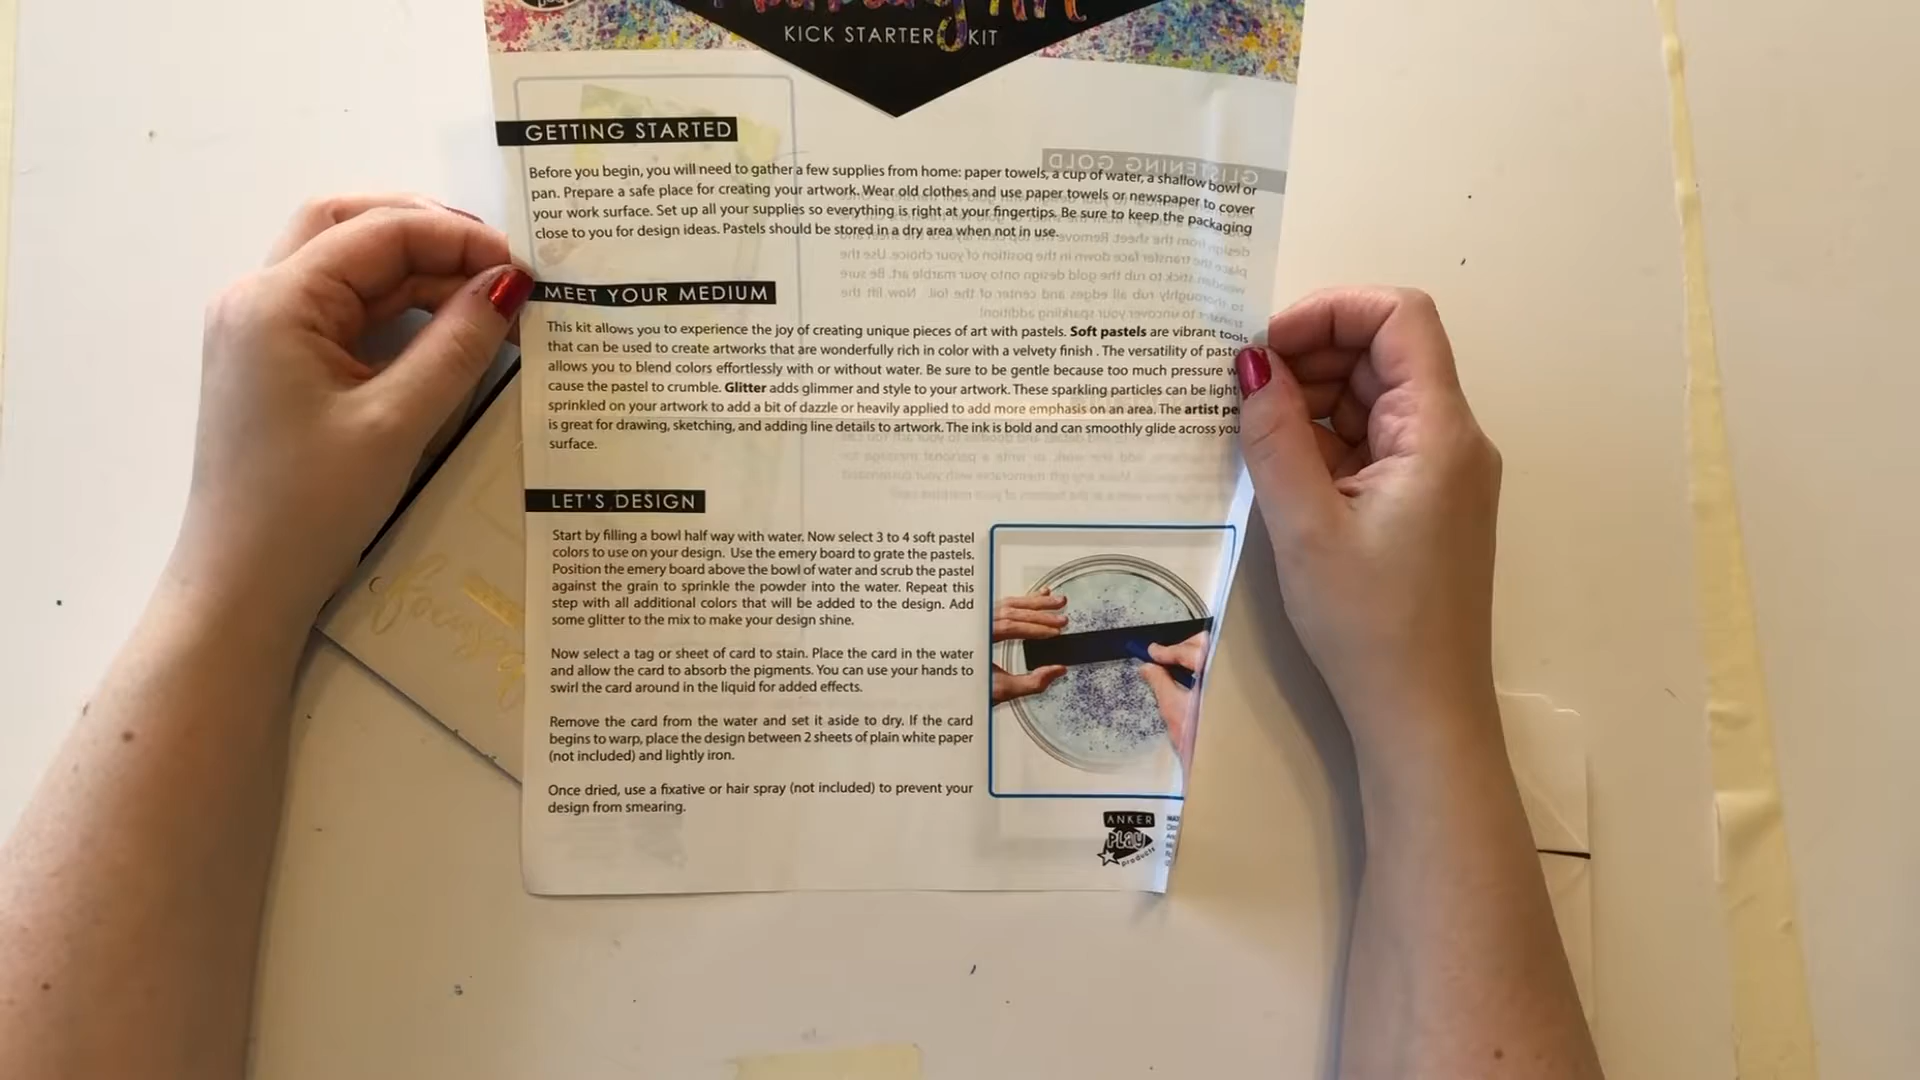 KICK STARTER KIT
GETTING STARTED
Before you begin, you will need to gather a few supplies from home: paper towels, a cup of water, a shallow bowl or
pan. Prepare a safe place for creating your artwork. Wear old clothes and use paper towels or newspaper to cover
your work surface. Set up all your supplies so everything is right at your fingertips. Be sure to keep the packaging
close to you for design ideas. Pastels should be stored in a dry area when not in use.
GLISTENING GOLD
MEET YOUR MEDIUM
This kit allows you to experience the joy of creating unique pieces of art with pastels. Soft pastels are vibrant tools
that can be used to create artworks that are wonderfully rich in color with a velvety finish . The versatility of paste
allows you to blend colors effortlessly with or without water. Be sure to be gentle because too much pressure w
cause the pastel to crumble. Glitter adds glimmer and style to your artwork. These sparkling particles can be light
sprinkled on your artwork to add a bit of dazzle or heavily applied to add more emphasis on an area. The artist pe
is great for drawing, sketching, and adding line details to artwork. The ink is bold and can smoothly glide across you
surface.
LET'S DESIGN
Start by filling a bowl half way with water. Now select 3 to 4 soft pastel
colors to use on your design. Use the emery board to grate the pastels.
Position the emery board above the bowl of water and scrub the pastel
against the grain to sprinkle the powder into the water. Repeat this
step with all additional colors that will be added to the design. Add
some glitter to the mix to make your design shine.
Now select a tag or sheet of card to stain. Place the card in the water
and allow the card to absorb the pigments. You can use your hands to
swirl the card around in the liquid for added effects.
Remove the card from the water and set it aside to dry. If the card
begins to warp, place the design between 2 sheets of plain white paper
(not included) and lightly iron.
Once dried, use a fixative or hair spray (not included) to prevent your
design from smearing.
ANKER
PLAY
products